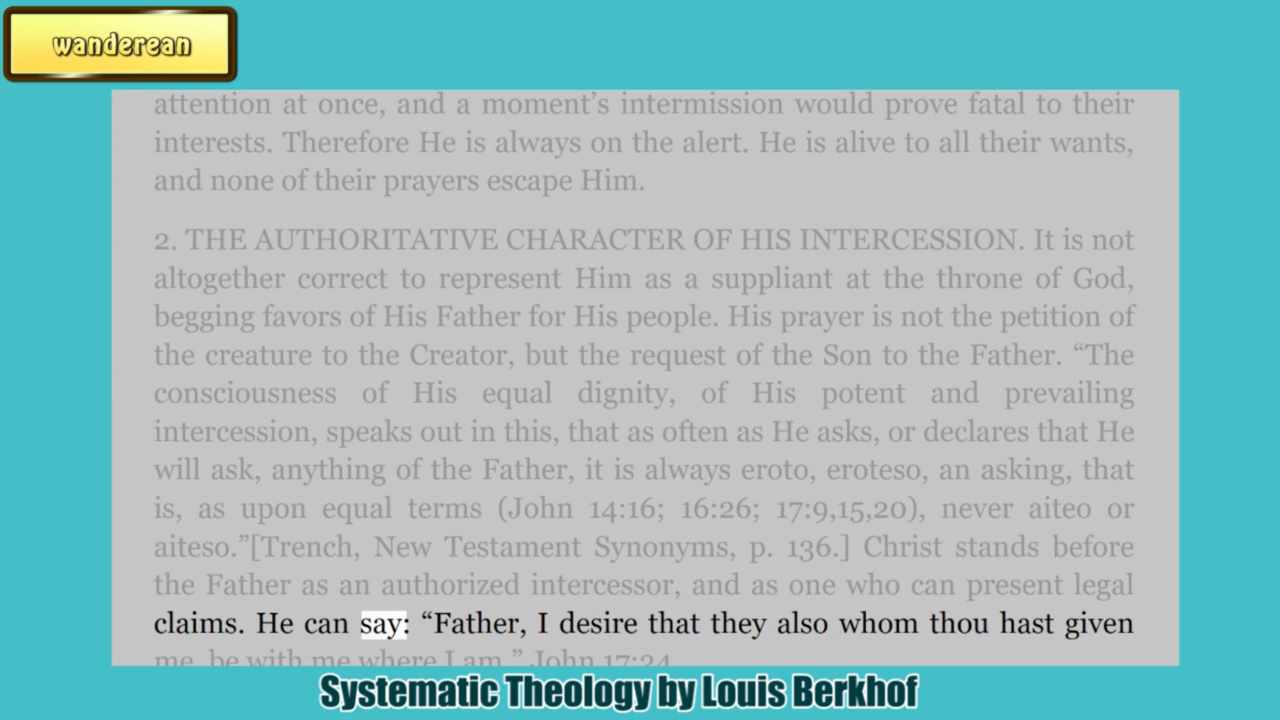 wanderean
attention at once, and a moment’s intermission would prove fatal to their
interests. Therefore He is always on the alert. He is alive to all their wants,
and none of their prayers escape Him.
2. THE AUTHORITATIVE CHARACTER OF HIS INTERCESSION. It is not
altogether correct to represent Him as a suppliant at the throne of God,
begging favors of His Father for His people. His prayer is not the petition of
the creature to the Creator, but the request of the Son to the Father. “The
consciousness of His equal dignity, of His potent and prevailing
intercession, speaks out in this, that as often as He asks, or declares that He
will ask, anything of the Father, it is always eroto, eroteso, an asking, that
is, as upon equal terms (John 14:16; 16:26; 17:9,15,20), never aiteo or
aiteso.”[Trench, New Testament Synonyms, p. 136.] Christ stands before
the Father as an authorized intercessor, and as one who can present legal
claims. He can say: “Father, I desire that they also whom thou hast given
me, be with me where I am.” John 17:24
Systematic Theology by Louis Berkhof